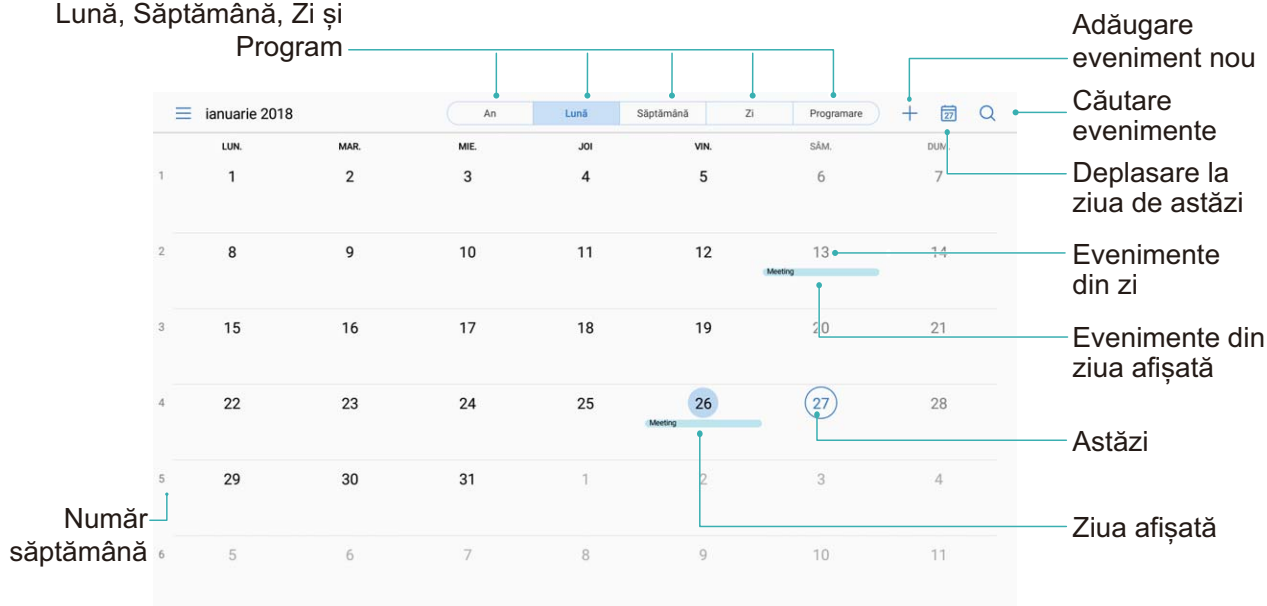 Lună, Săptămână, Zi și
Program
Adăugare
eveniment nou
ianuarie 2018 An Lună Săptămână Zi Programare 27
Căutare
evenimente
LUN. MAR. MIE. JOI VIN. SÂM. DUM.
1 1 2 3 4 5 6 7
Deplasare la
ziua de astăzi
2 8 9 10 11 12 13 14
Meeting
Evenimente
din zi
3 15 16 17 18 19 20 21
Evenimente din
ziua afișată
4 22 23 24 25 26 27 28
Meeting
Astăzi
5 29 30 31 1 2 3 4
Număr
săptămână
Ziua afișată
6 5 6 7 8 9 10 11